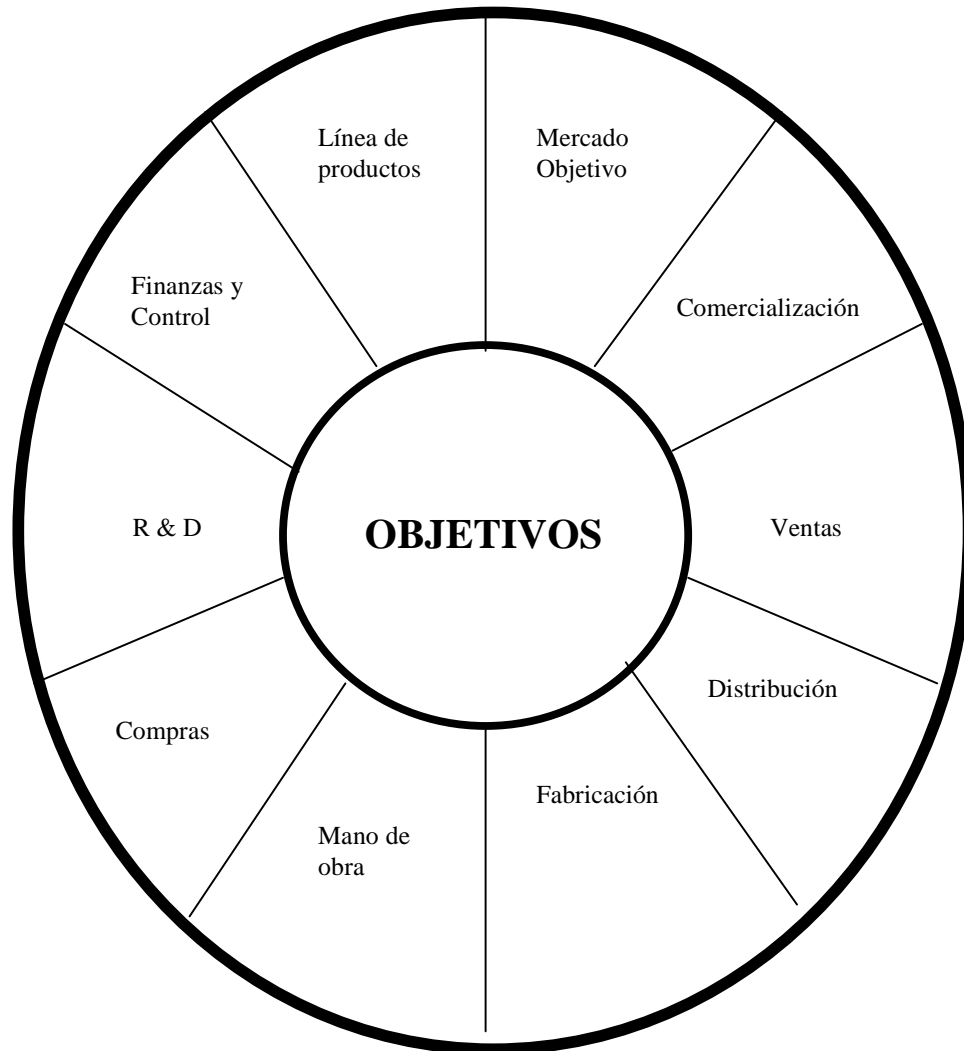 Línea de
productos
Mercado
Objetivo
Finanzas y
Control
Comercialización
R & D
OBJETIVOS
Ventas
Distribución
Compras
Fabricación
Mano de
obra